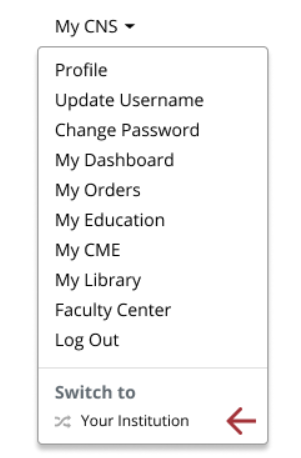 My CNS
Profile
Update Username
Change Password
My Dashboard
My Orders
My Education
My CME
My Library
Faculty Center
Log Out
Switch to
Your Institution